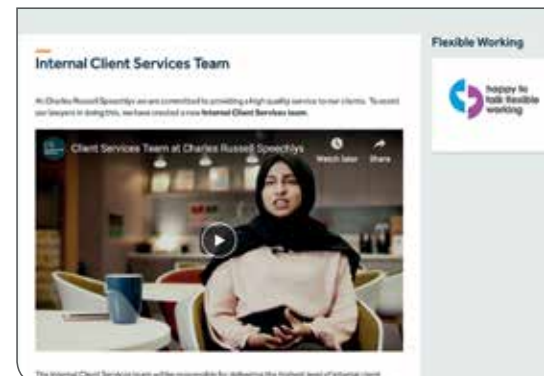 Internal Client Services Team
At Charles Russell Speechlys we are committed to providing a high quality service to our clients. To assist
our lawyers in doing this, we have created a new Internal Client Services team.
Client Services Team at Charles Russell Speechlys
Watch later
Share
The Internal Client Services team will be responsible for delivering the highest level of internal client
Flexible Working
happy to
talk flexible
working